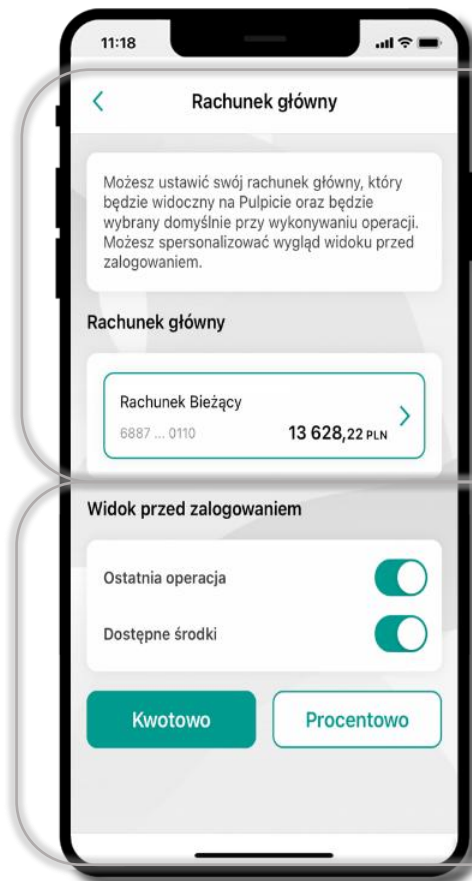 11:18
Rachunek główny
Możesz ustawić swój rachunek główny, który
będzie widoczny na Pulpicie oraz będzie
wybrany domyślnie przy wykonywaniu operacji.
Możesz spersonalizować wygląd widoku przed
zalogowaniem.
Rachunek główny
Rachunek Bieżący
6887 ... 0110 13 628,22 PLN
Widok przed zalogowaniem
Ostatnia operacja
Dostępne środki
Kwotowo Procentowo